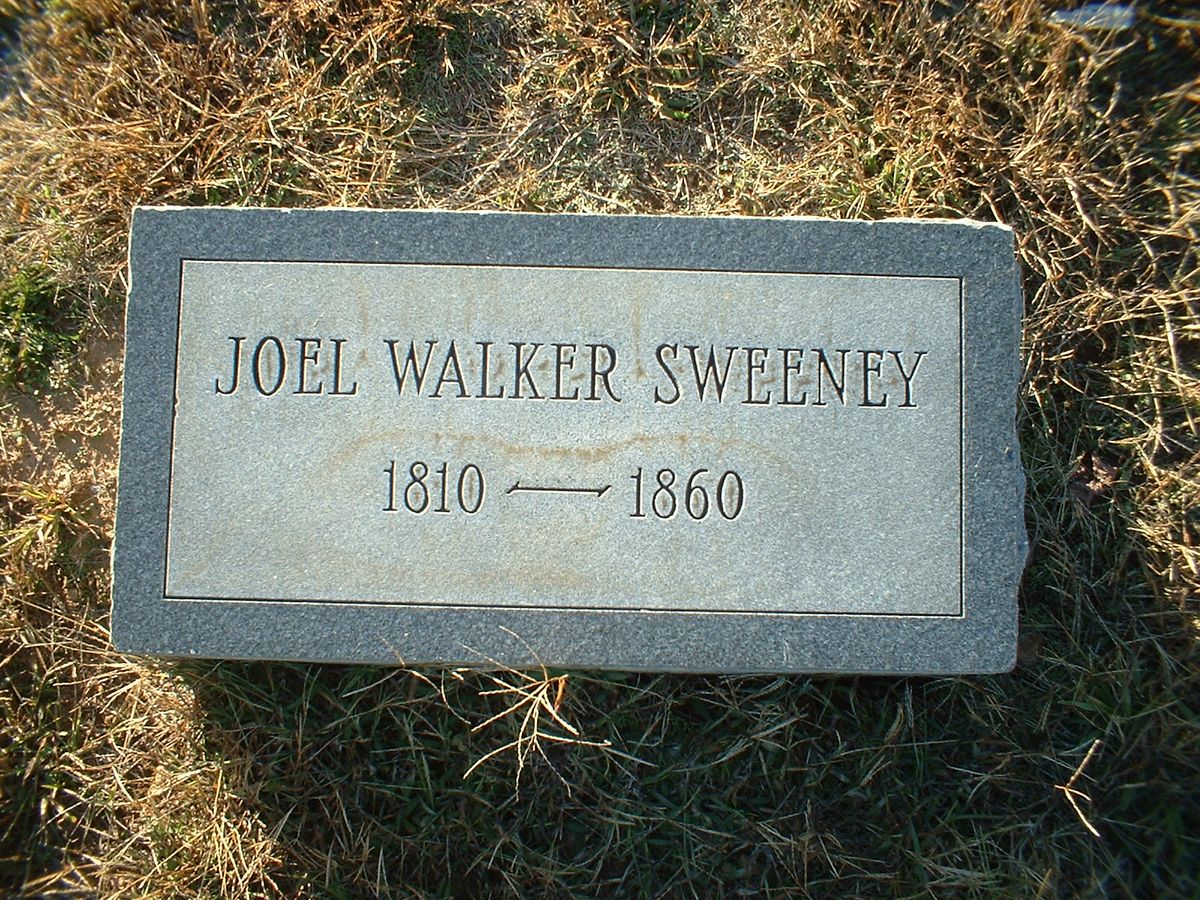 JOEL WALKER SWEENEY
1810 — 1860